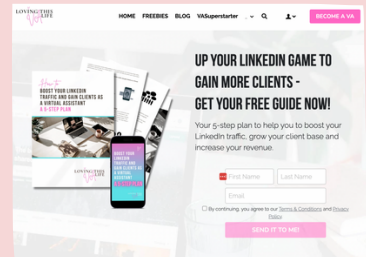 LOVING THIS
VA LIFE
HOME FREEBIES BLOG VASuperstarter
BECOME A VA
UP YOUR LINKEDIN GAME TO
GAIN MORE CLIENTS -
GET YOUR FREE GUIDE NOW!
Your 5-step plan to help you to boost your
LinkedIn traffic, grow your client base and
increase your revenue.
First Name
Last Name
Email
By continuing, you agree to our Terms & Conditions and Privacy
Policy
SEND IT TO ME!
How to
BOOST YOUR LINKEDIN
TRAFFIC AND GAIN CLIENTS AS
A VIRTUAL ASSISTANT
A 5-STEP PLAN
BOOST YOUR LINKEDIN
TRAFFIC AND GAIN
CLIENTS AS A VIRTUAL
ASSISTANT